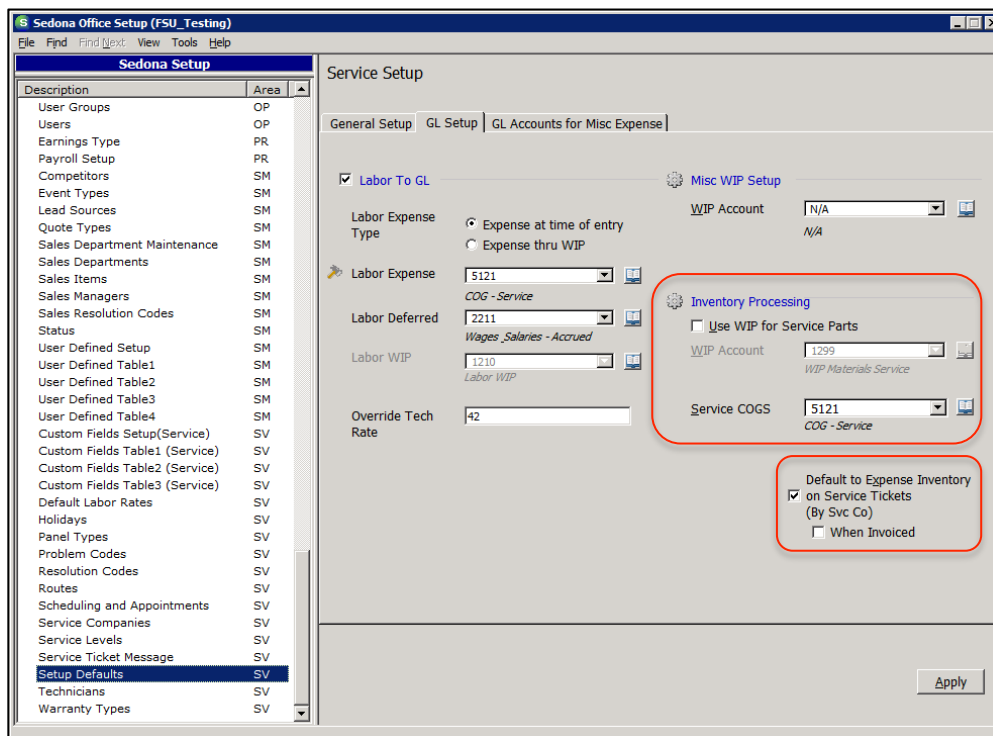 Sedona Office Setup (FSU_Testing)
File Find Find Next View Tools Help
Sedona Setup
Description Area
User Groups OP
Users OP
Earnings Type PR
Payroll Setup PR
Competitors SM
Event Types SM
Lead Sources SM
Quote Types SM
Sales Department Maintenance SM
Sales Departments SM
Sales Items SM
Sales Managers SM
Sales Resolution Codes SM
Status SM
User Defined Setup SM
User Defined Table1 SM
User Defined Table2 SM
User Defined Table3 SM
User Defined Table4 SM
Custom Fields Setup(Service) SV
Custom Fields Table1 (Service) SV
Custom Fields Table2 (Service) SV
Custom Fields Table3 (Service) SV
Default Labor Rates SV
Holidays SV
Panel Types SV
Problem Codes SV
Resolution Codes SV
Routes SV
Scheduling and Appointments SV
Service Companies SV
Service Levels SV
Service Ticket Message SV
Setup Defaults SV
Technicians SV
Warranty Types SV
Service Setup
General Setup GL Setup GL Accounts for Misc Expense
Labor To GL
Labor Expense
Type
Expense at time of entry
Expense thru WIP
Labor Expense 5121
COG - Service
Labor Deferred 2211
Wages_Salaries - Accrued
Labor WIP 1210
Labor WIP
Override Tech
Rate
42
Misc WIP Setup
WIP Account N/A
N/A
Inventory Processing
Use WIP for Service Parts
WIP Account 1299
WIP Materials Service
Service COGS 5121
COG - Service
Default to Expense Inventory
on Service Tickets
(By Svc Co)
When Invoiced
Apply